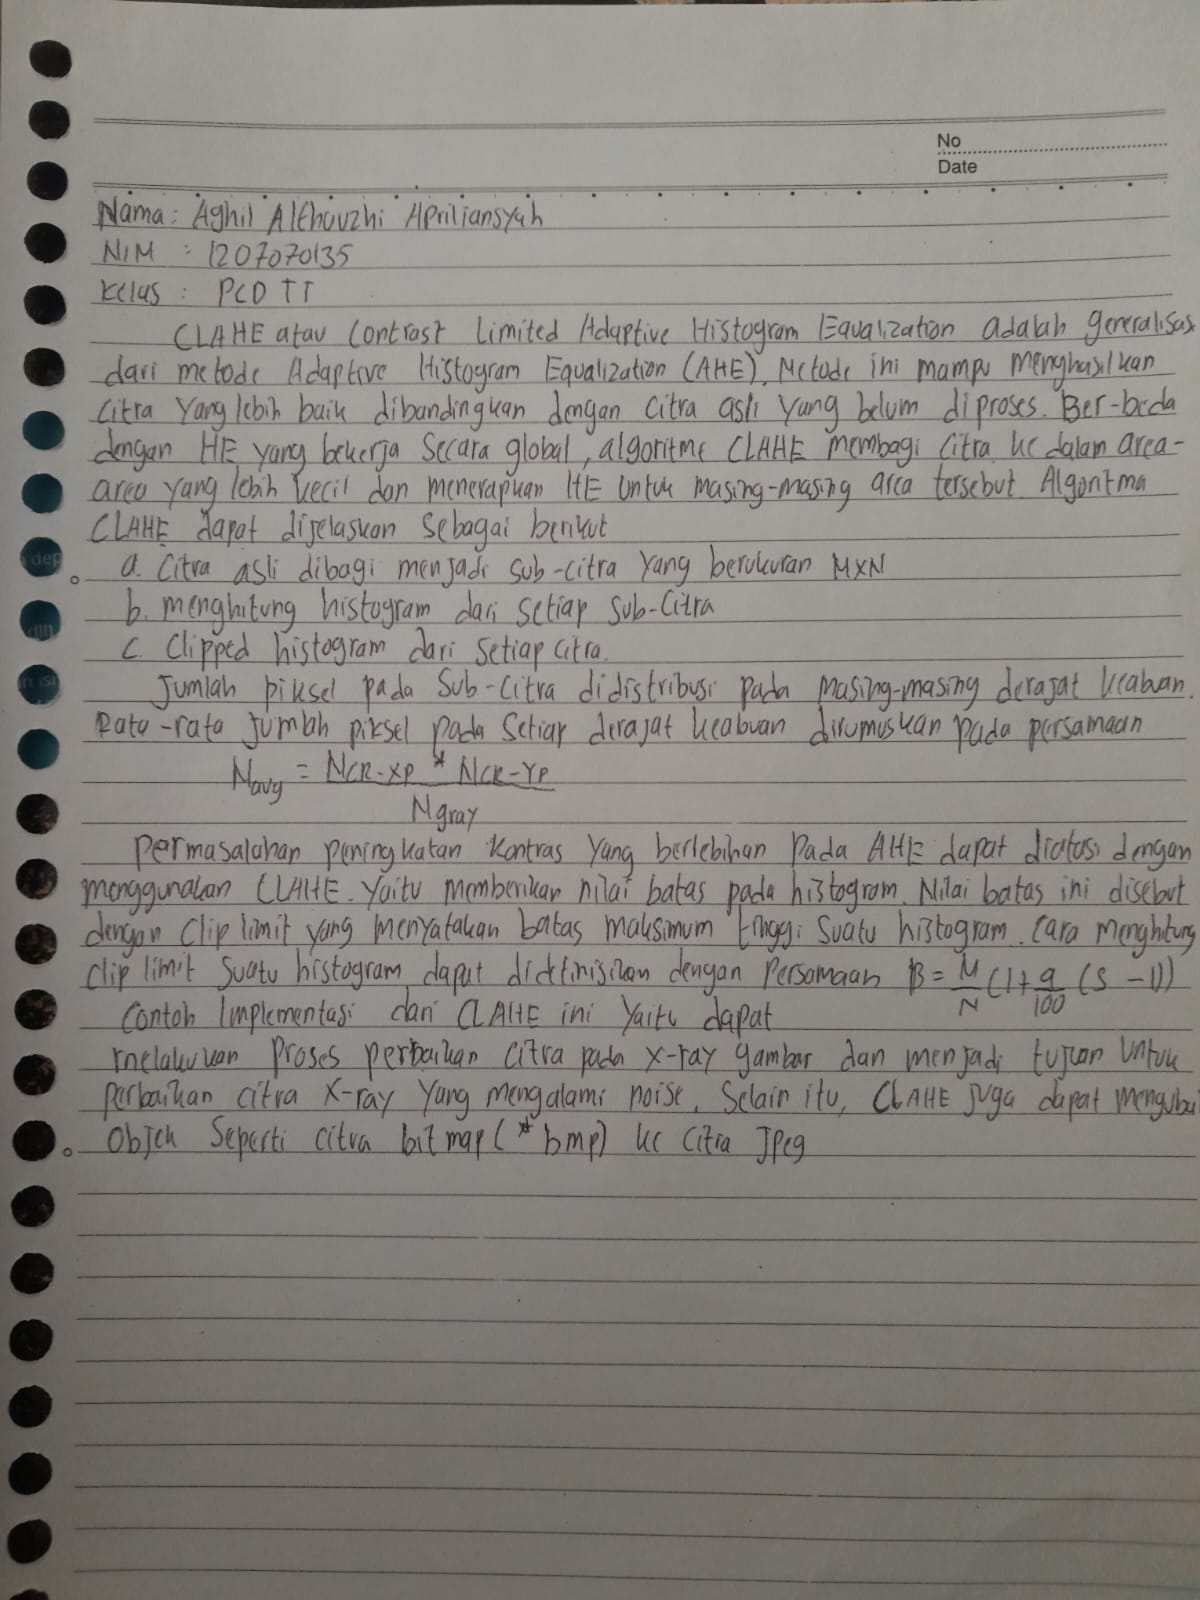 No
Date
Nama : Aghil Althouzhi Apriliansyah
NIM : 1207070135
Kelas : PCD TT
CLAHE atau Contrast Limited Adaptive Histogram Equalization adalah generalisas
dari metode Adaptive Histogram Equalization (AHE). Metode ini mampu menghasilkan
citra yang lebih baik dibandingkan dengan citra asli yang belum diproses. Ber-beda
dengan HE yang bekerja secara global, algoritme CLAHE membagi citra ke dalam area-
area yang lebih kecil dan menerapkan HE untuk masing-masing area tersebut. Algoritma
CLAHE dapat dijelaskan sebagai berikut
a. Citra asli dibagi menjadi sub-citra yang berukuran MXN
b. menghitung histogram dari setiap sub-citra
c. Clipped histogram dari setiap citra.
Jumlah piksel pada sub-citra didistribusi pada masing-masing derajat keabuan.
Rata-rata jumlah piksel pada setiap derajat keabuan dirumuskan pada persamaan
Navg = NCR-XP * NCR-YP
Ngray
Permasalahan peningkatan kontras yang berlebihan pada AHE dapat diatasi dengan
menggunakan CLAHE. Yaitu memberikan nilai batas pada histogram. Nilai batas ini disebut
dengan clip limit yang menyatakan batas maksimum tinggi suatu histogram. Cara menghitung
clip limit suatu histogram dapat didefinisikan dengan Persamaan β = M/N (1 + a/100 (s - 1))
Contoh Implementasi dari CLAHE ini yaitu dapat
melakukan proses perbaikan citra pada x-ray gambar dan menjadi tujuan untuk
perbaikan citra x-ray yang mengalami noise. Selain itu, CLAHE juga dapat menguba
Objek seperti citra bitmap (*bmp) ke citra jpeg